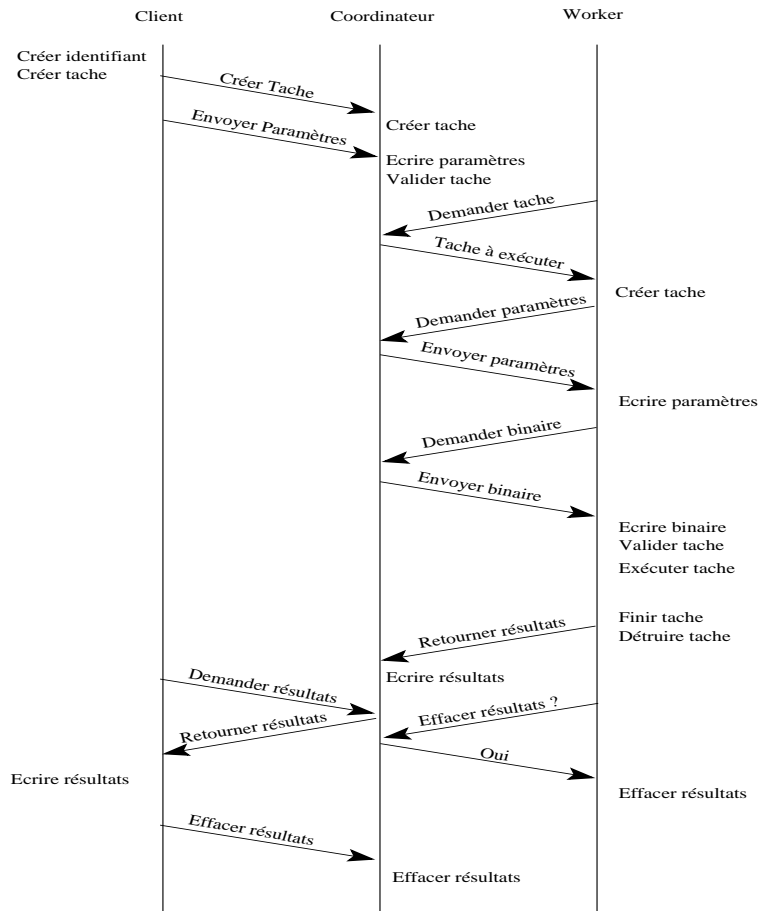 Client
Coordinateur
Worker
Créer identifiant
Créer tache
Créer Tache
Créer tache
Envoyer Paramètres
Ecrire paramètres
Valider tache
Demander tache
Tache à exécuter
Créer tache
Demander paramètres
Envoyer paramètres
Ecrire paramètres
Demander binaire
Envoyer binaire
Ecrire binaire
Valider tache
Exécuter tache
Finir tache
Détruire tache
Retourner résultats
Ecrire résultats
Demander résultats
Effacer résultats ?
Retourner résultats
Oui
Ecrire résultats
Effacer résultats
Effacer résultats
Effacer résultats